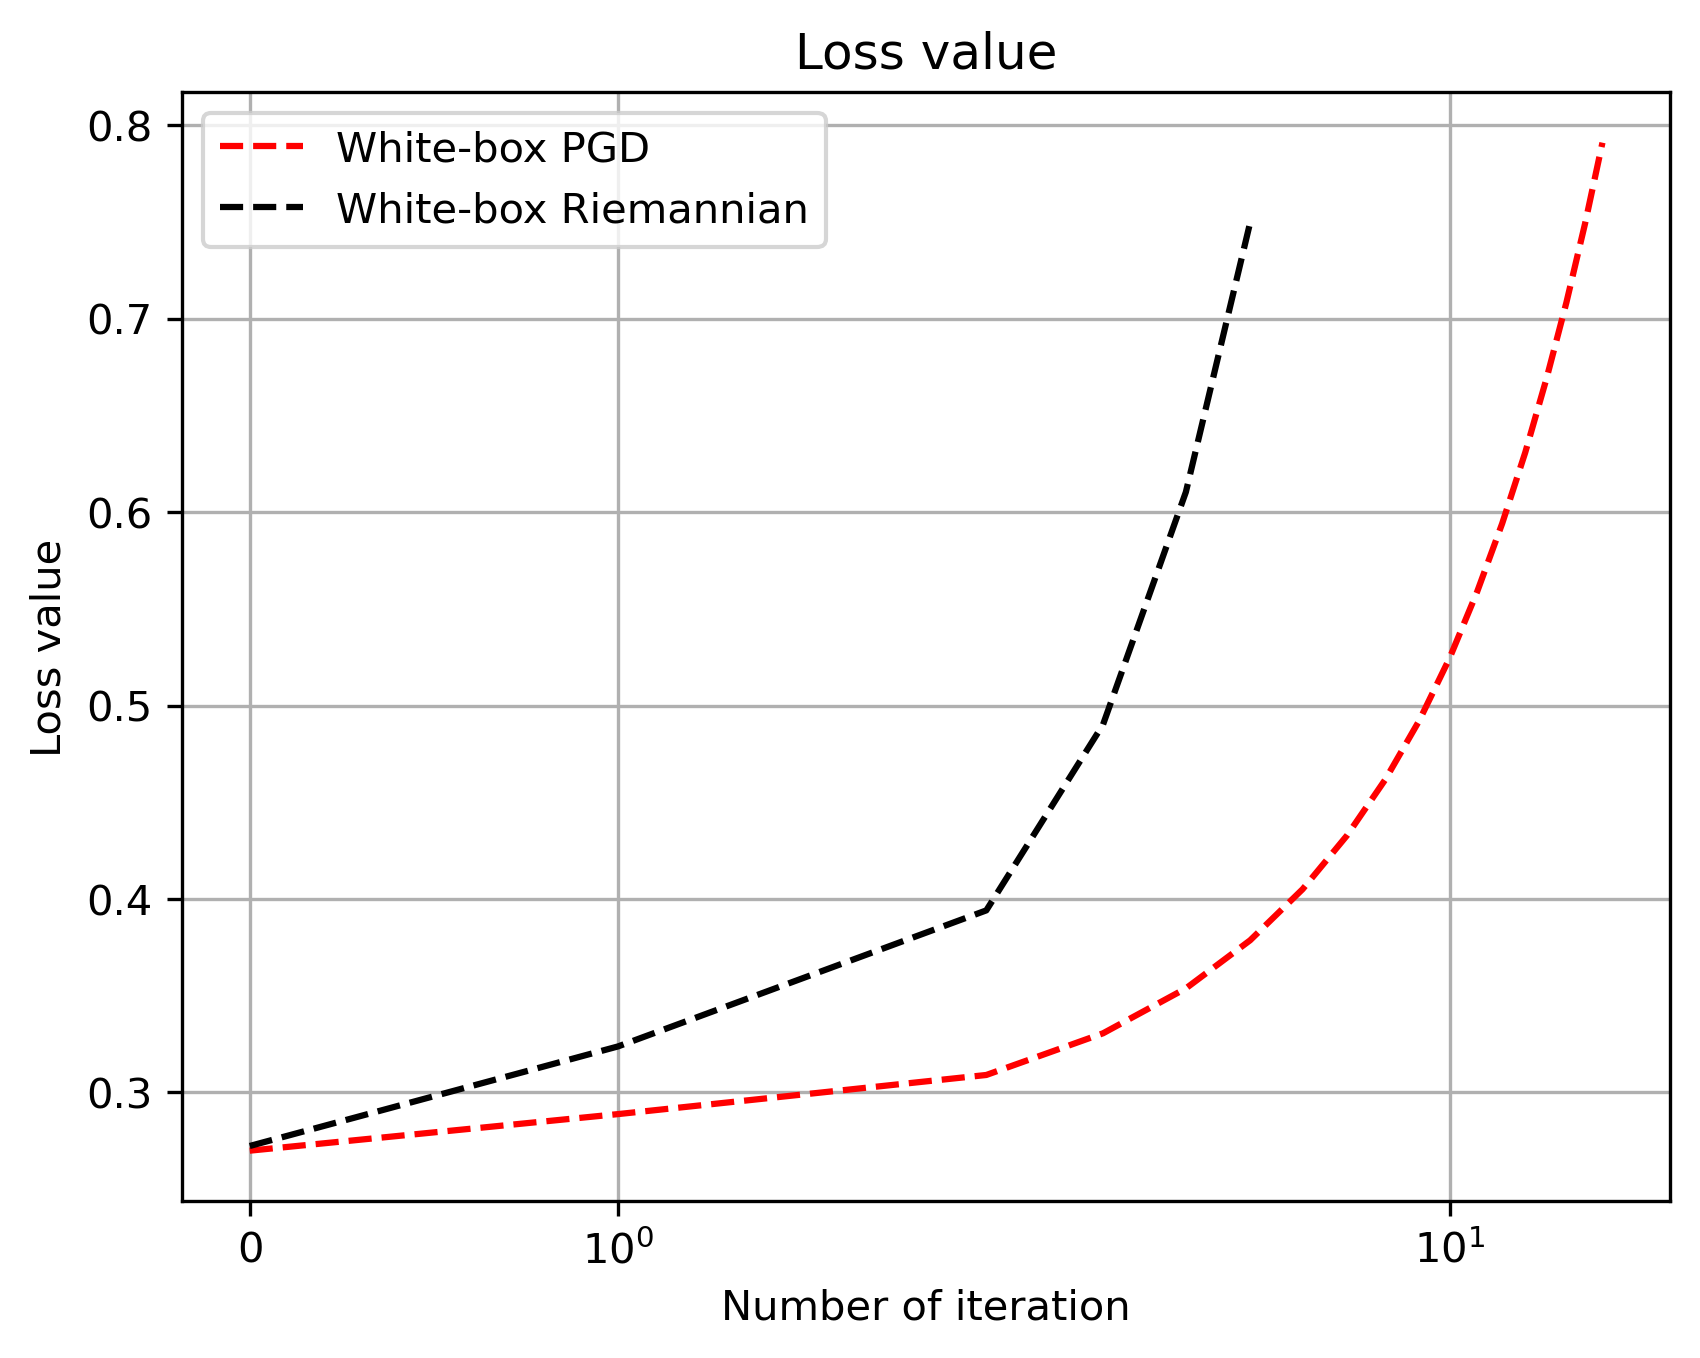 Loss value
White-box PGD
White-box Riemannian
Loss value
0.8
0.7
0.6
0.5
0.4
0.3
0
10⁰
10¹
Number of iteration